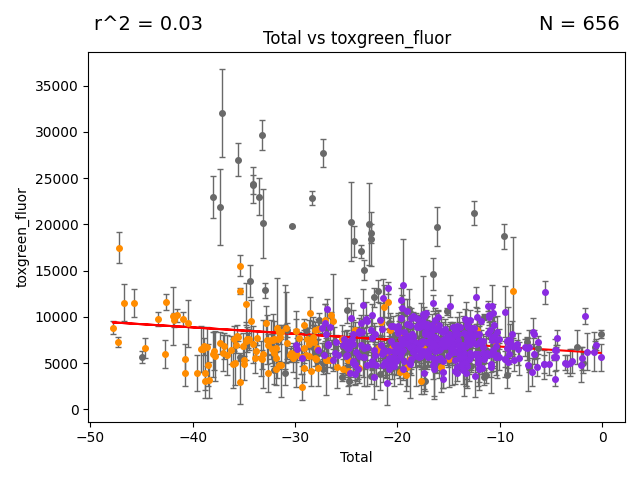 r^2 = 0.03
N = 656
Total vs toxgreen_fluor
35000
30000
25000
20000
15000
10000
5000
0
toxgreen_fluor
−50
−40
−30
−20
−10
0
Total